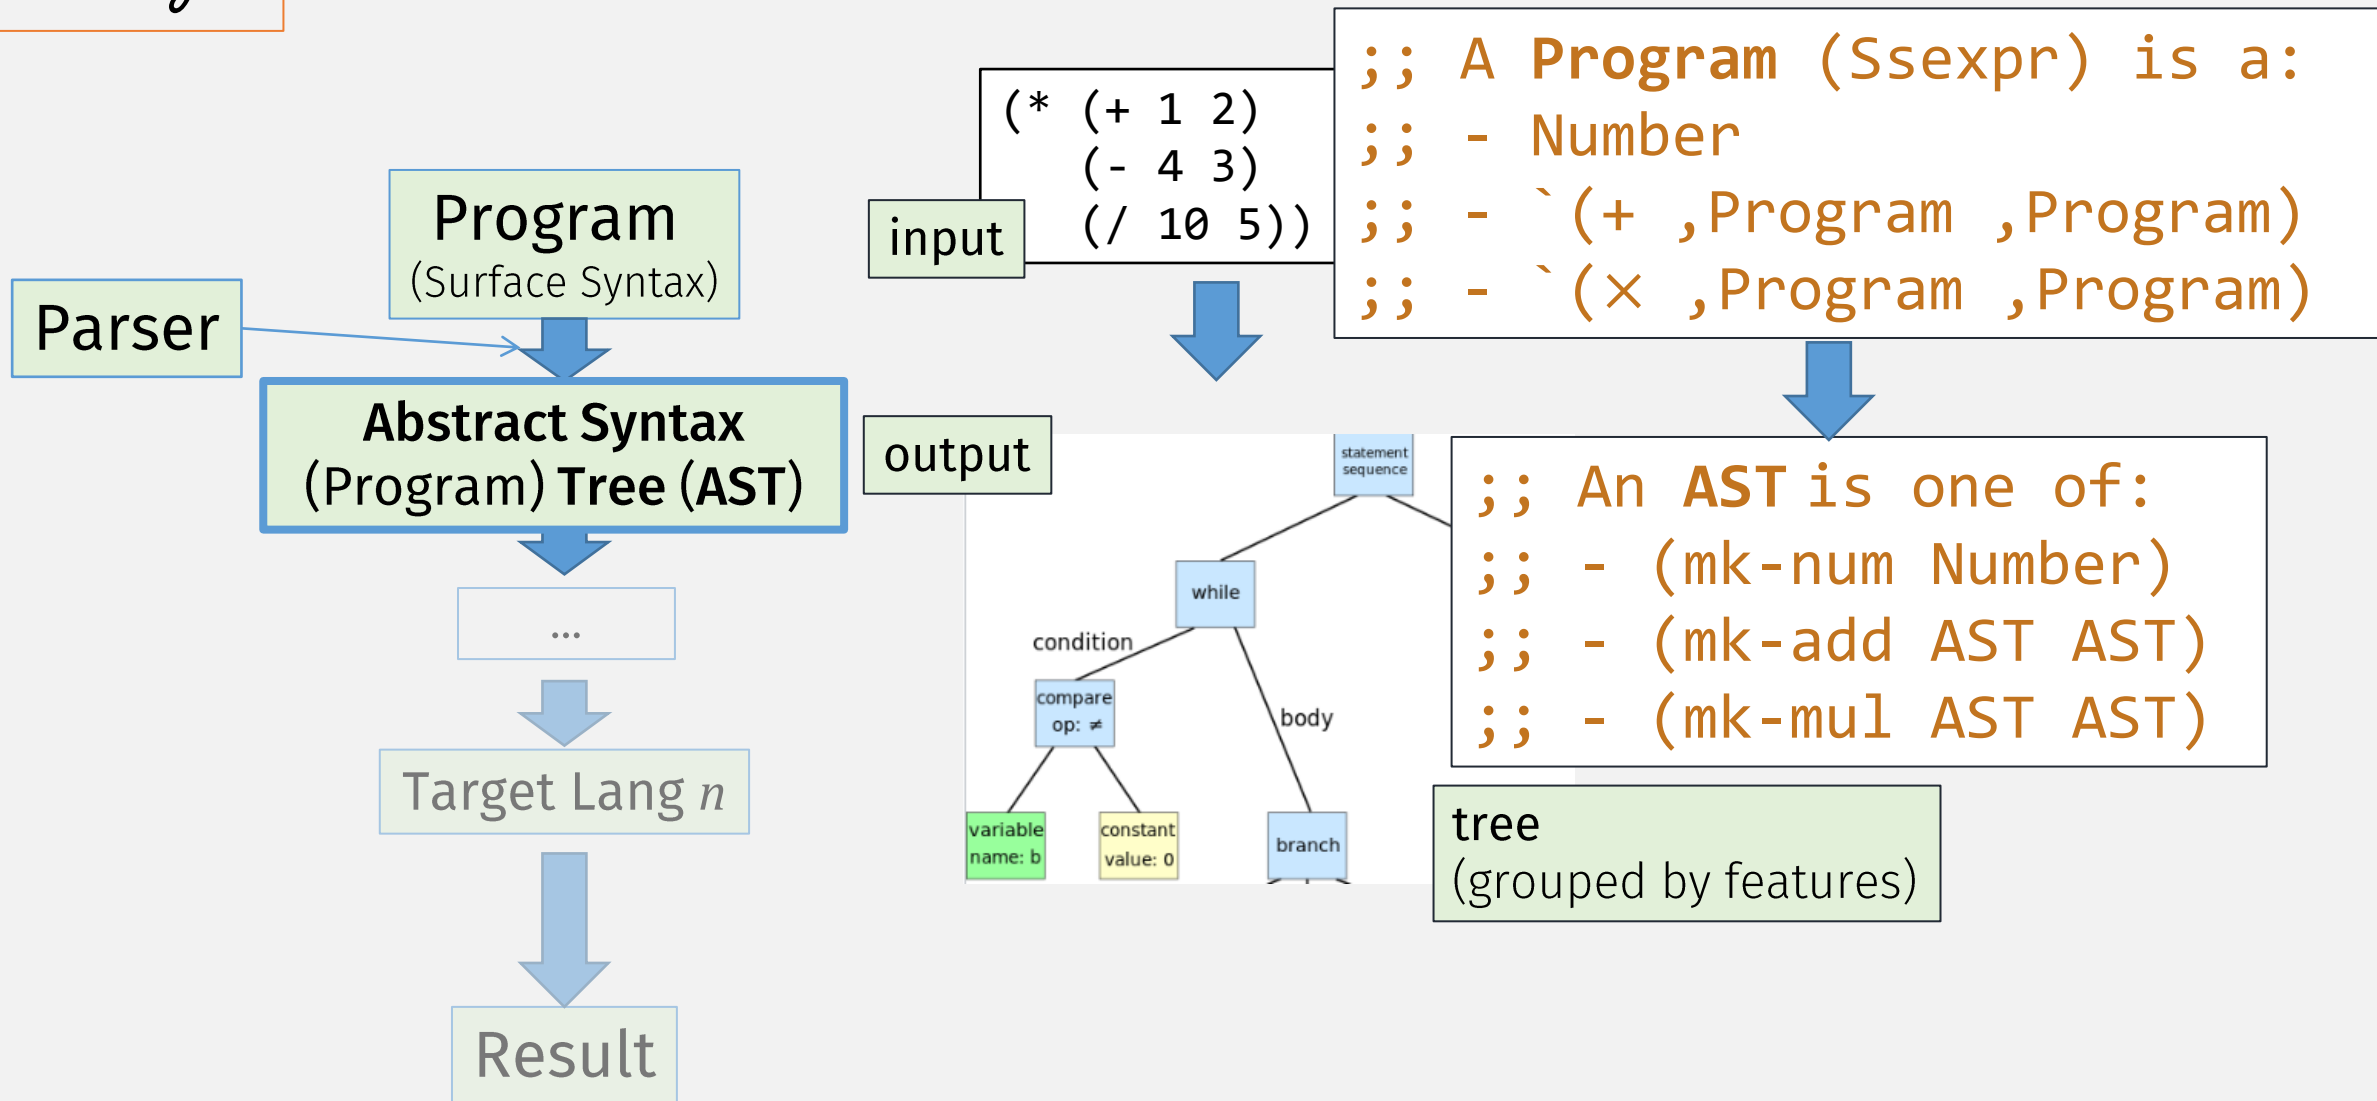 Program
(Surface Syntax)
Parser
Abstract Syntax
(Program) Tree (AST)
...
Target Lang n
Result
input
(* (+ 1 2)
(- 4 3)
(/ 10 5))
;; A Program (Ssexpr) is a:
;; - Number
;; - `(+ ,Program ,Program)
;; - `(× ,Program ,Program)
output
statement
sequence
while
condition
compare
op: ≠
body
variable
name: b
constant
value: 0
branch
;; An AST is one of:
;; - (mk-num Number)
;; - (mk-add AST AST)
;; - (mk-mul AST AST)
tree
(grouped by features)